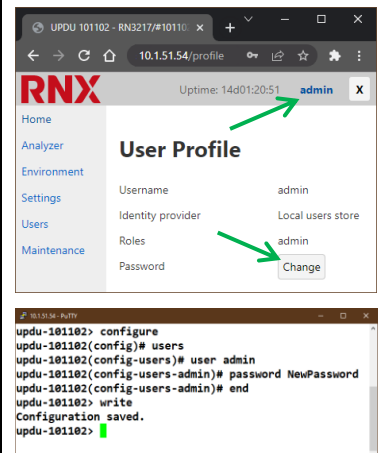 UPDU 101102 - RN3217/#10110
10.1.51.54/profile
RNX Uptime: 14d01:20:51 admin X
Home
Analyzer
Environment
Settings
Users
Maintenance
User Profile
Username admin
Identity provider Local users store
Roles admin
Password Change
10.1.51.54 - PuTTY
updu-101102> configure
updu-101102(config)# users
updu-101102(config-users)# user admin
updu-101102(config-users-admin)# password NewPassword
updu-101102(config-users-admin)# end
updu-101102> write
Configuration saved.
updu-101102>